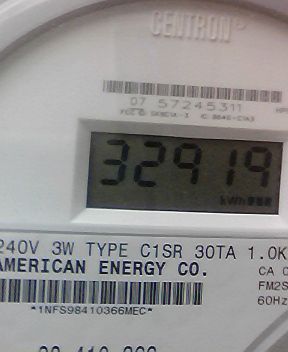 CENTRON®
07 57245311
32919
kWh
240V 3W TYPE C1SR 30TA 1.0K
AMERICAN ENERGY CO.
CA 0
FM2S
60Hz
*1NFS98410366MEC*